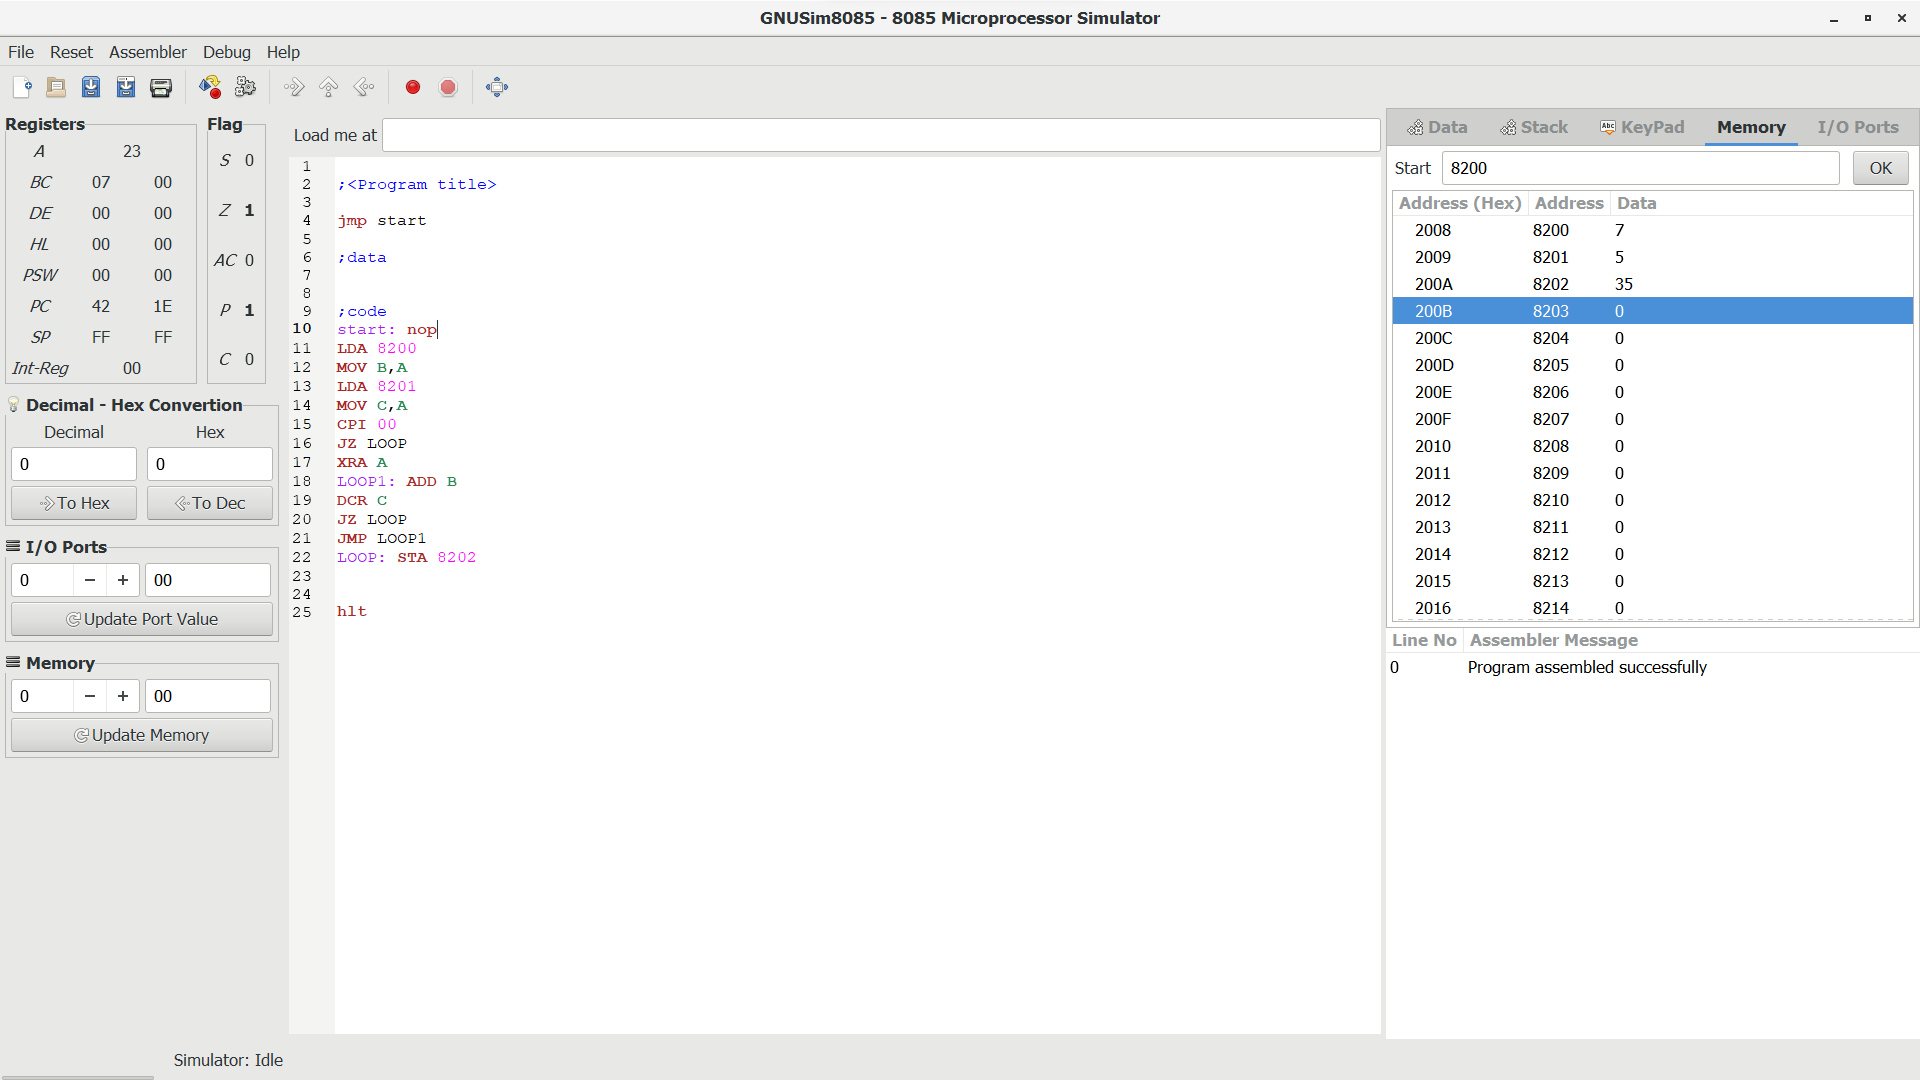 GNUSim8085 - 8085 Microprocessor Simulator
File Reset Assembler Debug Help
Registers
A 23
BC 07 00
DE 00 00
HL 00 00
PSW 00 00
PC 42 1E
SP FF FF
Int-Reg 00
Flag
S 0
Z 1
AC 0
P 1
C 0
Decimal - Hex Convertion
Decimal Hex
0 0
To Hex To Dec
I/O Ports
0 − + 00
Update Port Value
Memory
0 − + 00
Update Memory
Load me at
1
2 ;<Program title>
3
4 jmp start
5
6 ;data
7
8
9 ;code
10 start: nop
11 LDA 8200
12 MOV B,A
13 LDA 8201
14 MOV C,A
15 CPI 00
16 JZ LOOP
17 XRA A
18 LOOP1: ADD B
19 DCR C
20 JZ LOOP
21 JMP LOOP1
22 LOOP: STA 8202
23
24
25 hlt
Data Stack Abc KeyPad Memory I/O Ports
Start 8200 OK
Address (Hex) Address Data
2008 8200 7
2009 8201 5
200A 8202 35
200B 8203 0
200C 8204 0
200D 8205 0
200E 8206 0
200F 8207 0
2010 8208 0
2011 8209 0
2012 8210 0
2013 8211 0
2014 8212 0
2015 8213 0
2016 8214 0
Line No Assembler Message
0 Program assembled successfully
Simulator: Idle